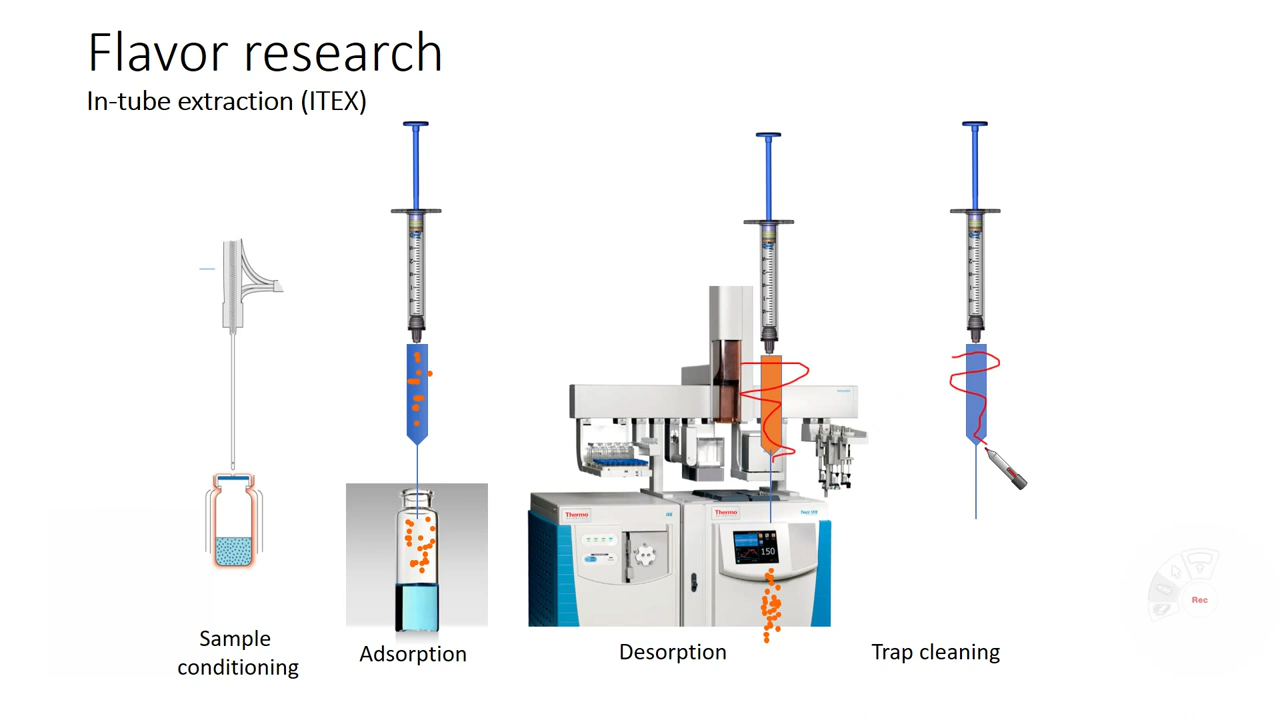 Flavor research
In-tube extraction (ITEX)
Thermo
Thermo
150
Sample
conditioning
Adsorption
Desorption
Trap cleaning
Rec